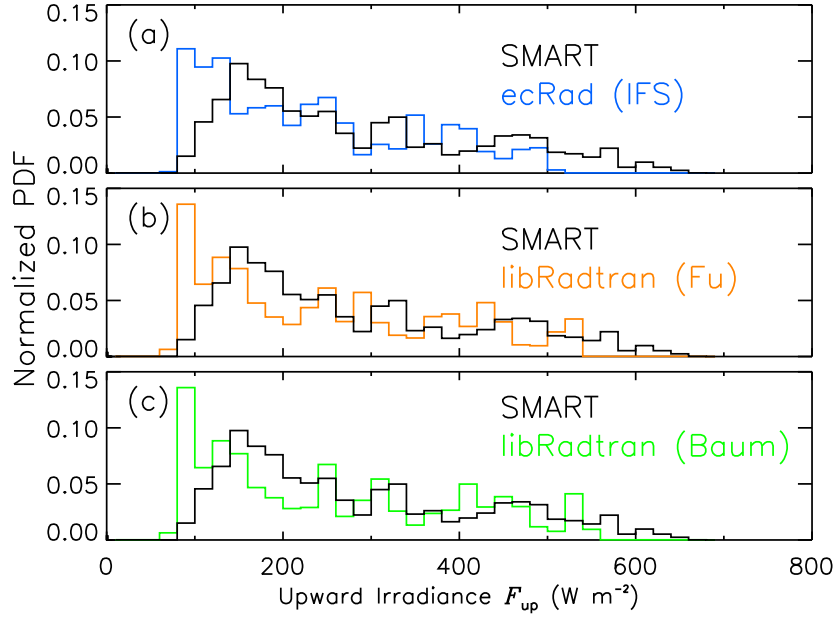 (a)
SMART
ecRad (IFS)
0.15
0.10
0.05
0.00
(b)
SMART
libRadtran (Fu)
0.15
0.10
0.05
0.00
(c)
SMART
libRadtran (Baum)
0.15
0.10
0.05
0.00
Normalized PDF
0 200 400 600 800
Upward Irradiance F_up (W m⁻²)